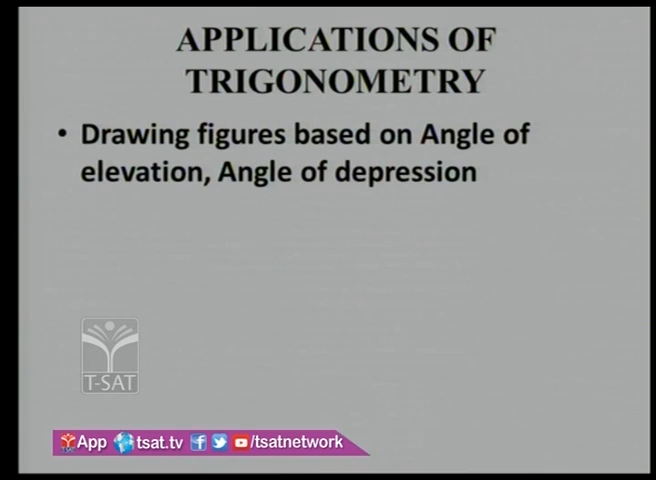 APPLICATIONS OF
TRIGONOMETRY
• Drawing figures based on Angle of
elevation, Angle of depression
T-SAT
App tsat.tv /tsatnetwork